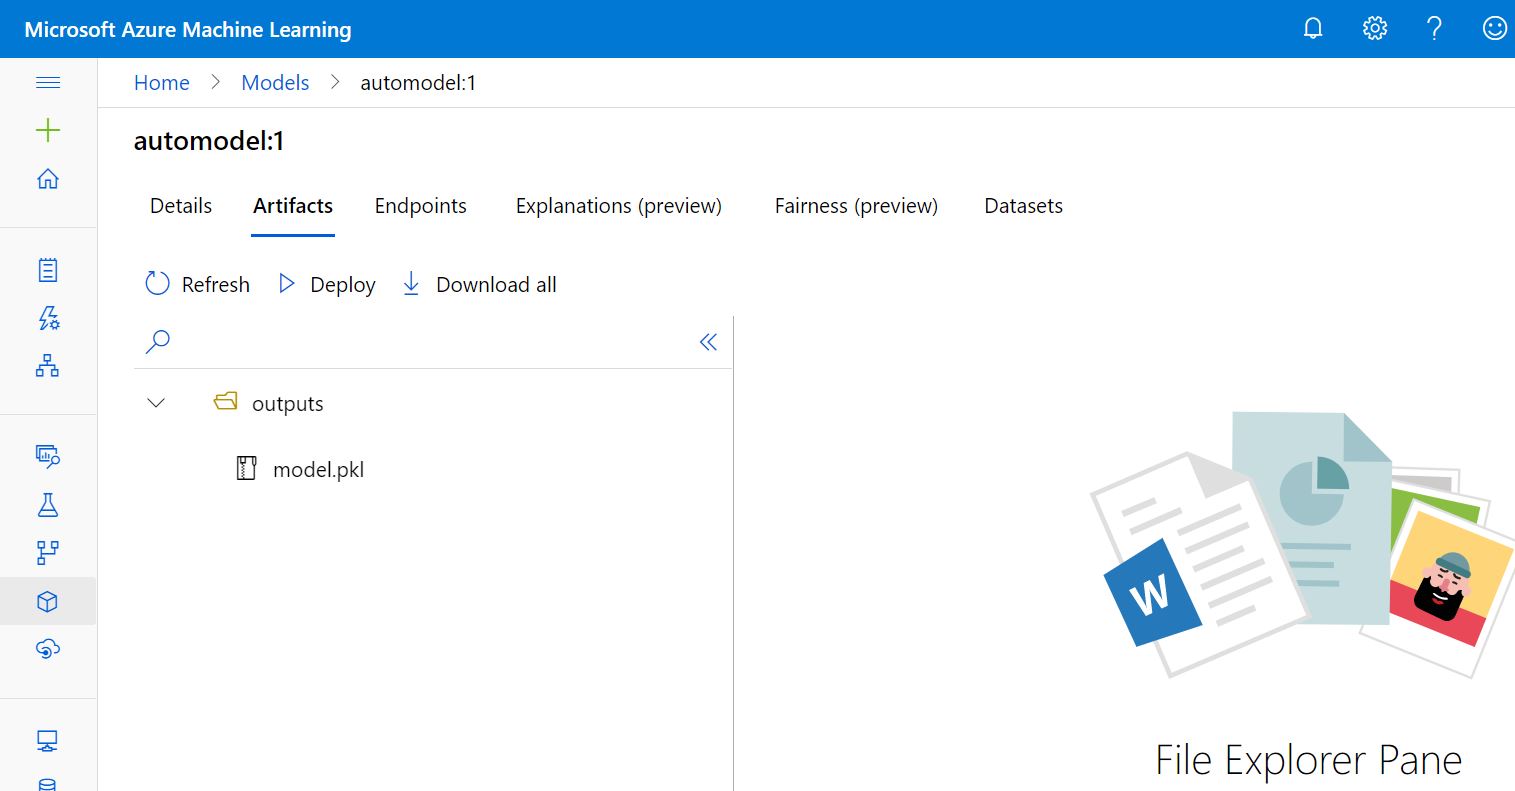 Microsoft Azure Machine Learning
Home > Models > automodel:1
automodel:1
Details Artifacts Endpoints Explanations (preview) Fairness (preview) Datasets
Refresh Deploy Download all
outputs
model.pkl
W
File Explorer Pane